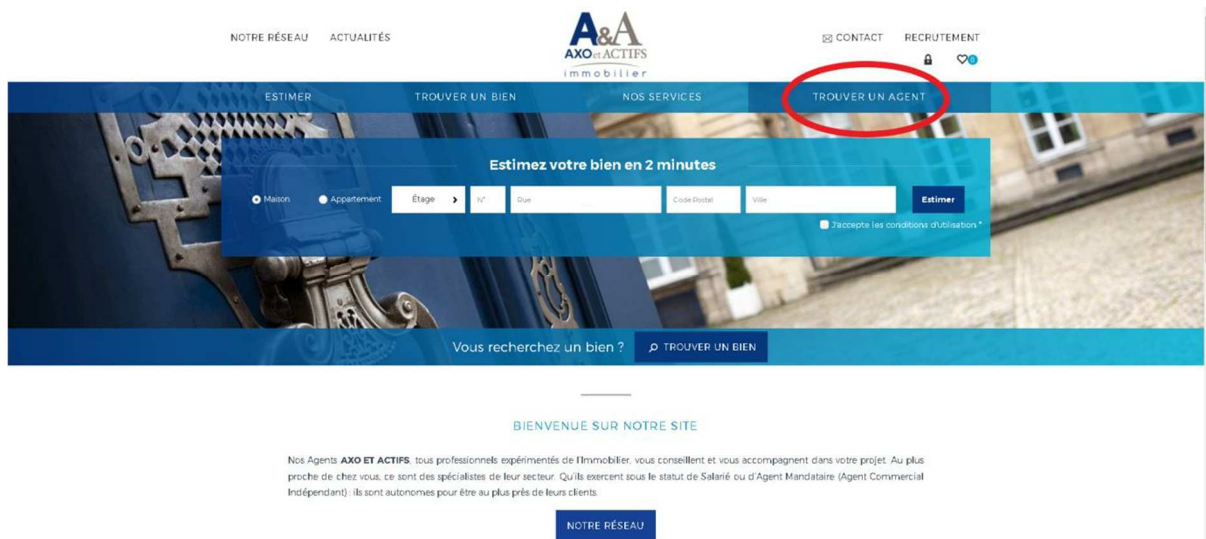 NOTRE RÉSEAU ACTUALITÉS
A&A
AXO et ACTIFS
immobilier
CONTACT RECRUTEMENT
0
ESTIMER TROUVER UN BIEN NOS SERVICES TROUVER UN AGENT
Estimez votre bien en 2 minutes
Maison Appartement Étage N° Rue Code Postal Ville Estimer
J'accepte les conditions d'utilisation *
Vous recherchez un bien ? TROUVER UN BIEN
BIENVENUE SUR NOTRE SITE
Nos Agents AXO ET ACTIFS, tous professionnels expérimentés de l'Immobilier, vous conseillent et vous accompagnent dans votre projet. Au plus
proche de chez vous, ce sont des spécialistes de leur secteur. Qu'ils exercent sous le statut de Salarié ou d'Agent Mandataire (Agent Commercial
Indépendant) : ils sont autonomes pour être au plus près de leurs clients.
NOTRE RÉSEAU